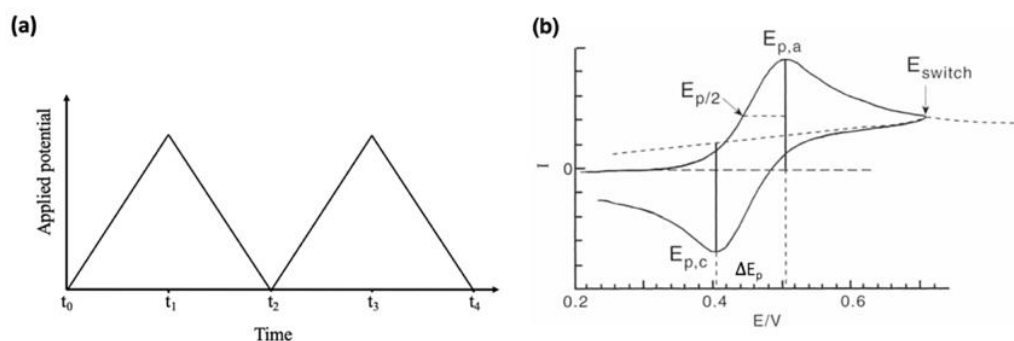 (a)
Applied potential
t0
t1
t2
t3
t4
Time
(b)
Ep,a
Eswitch
Ep/2
I
0
Ep,c
ΔEp
0.2
0.4
0.6
E/V